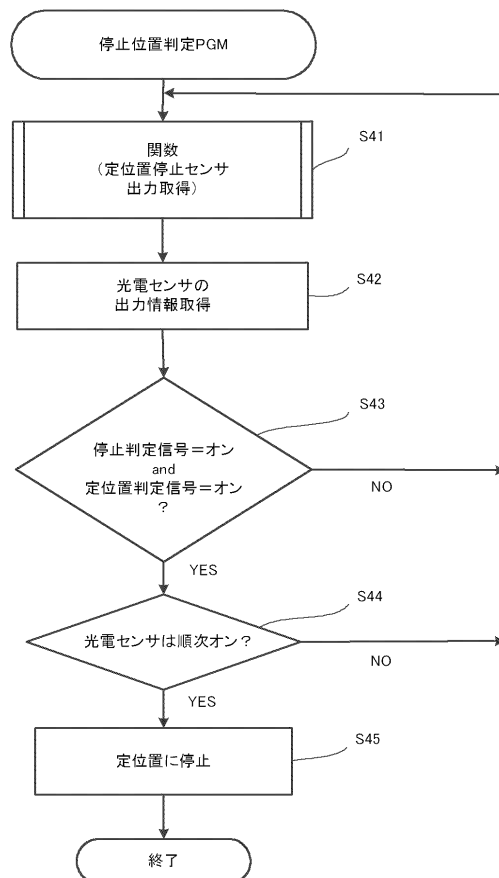 停止位置判定PGM
関数
(定位置停止センサ
出力取得)
S41
光電センサの
出力情報取得
S42
停止判定信号＝オン
and
定位置判定信号＝オン
?
S43
NO
YES
光電センサは順次オン?
S44
NO
YES
定位置に停止
S45
終了